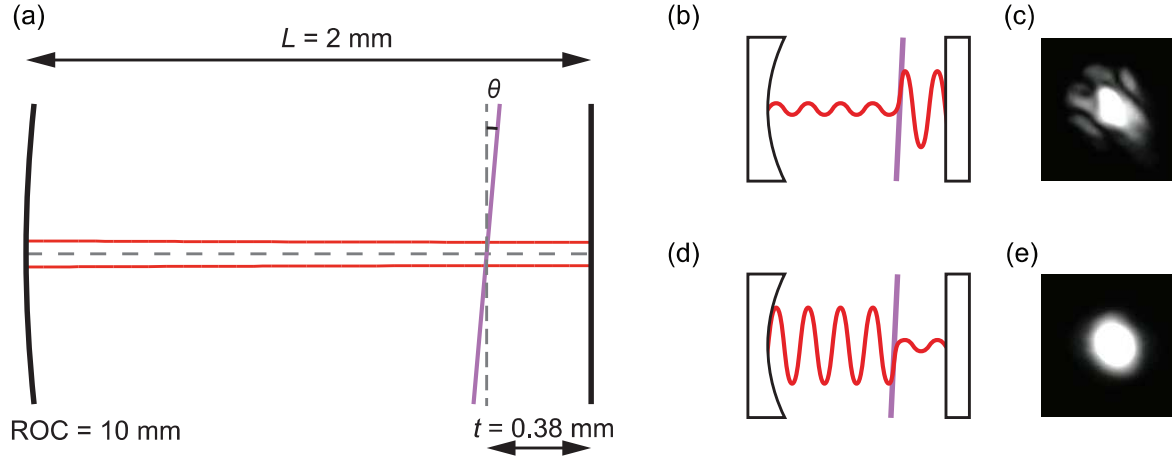 (a)
L = 2 mm
θ
ROC = 10 mm
t = 0.38 mm
(b)
(c)
(d)
(e)